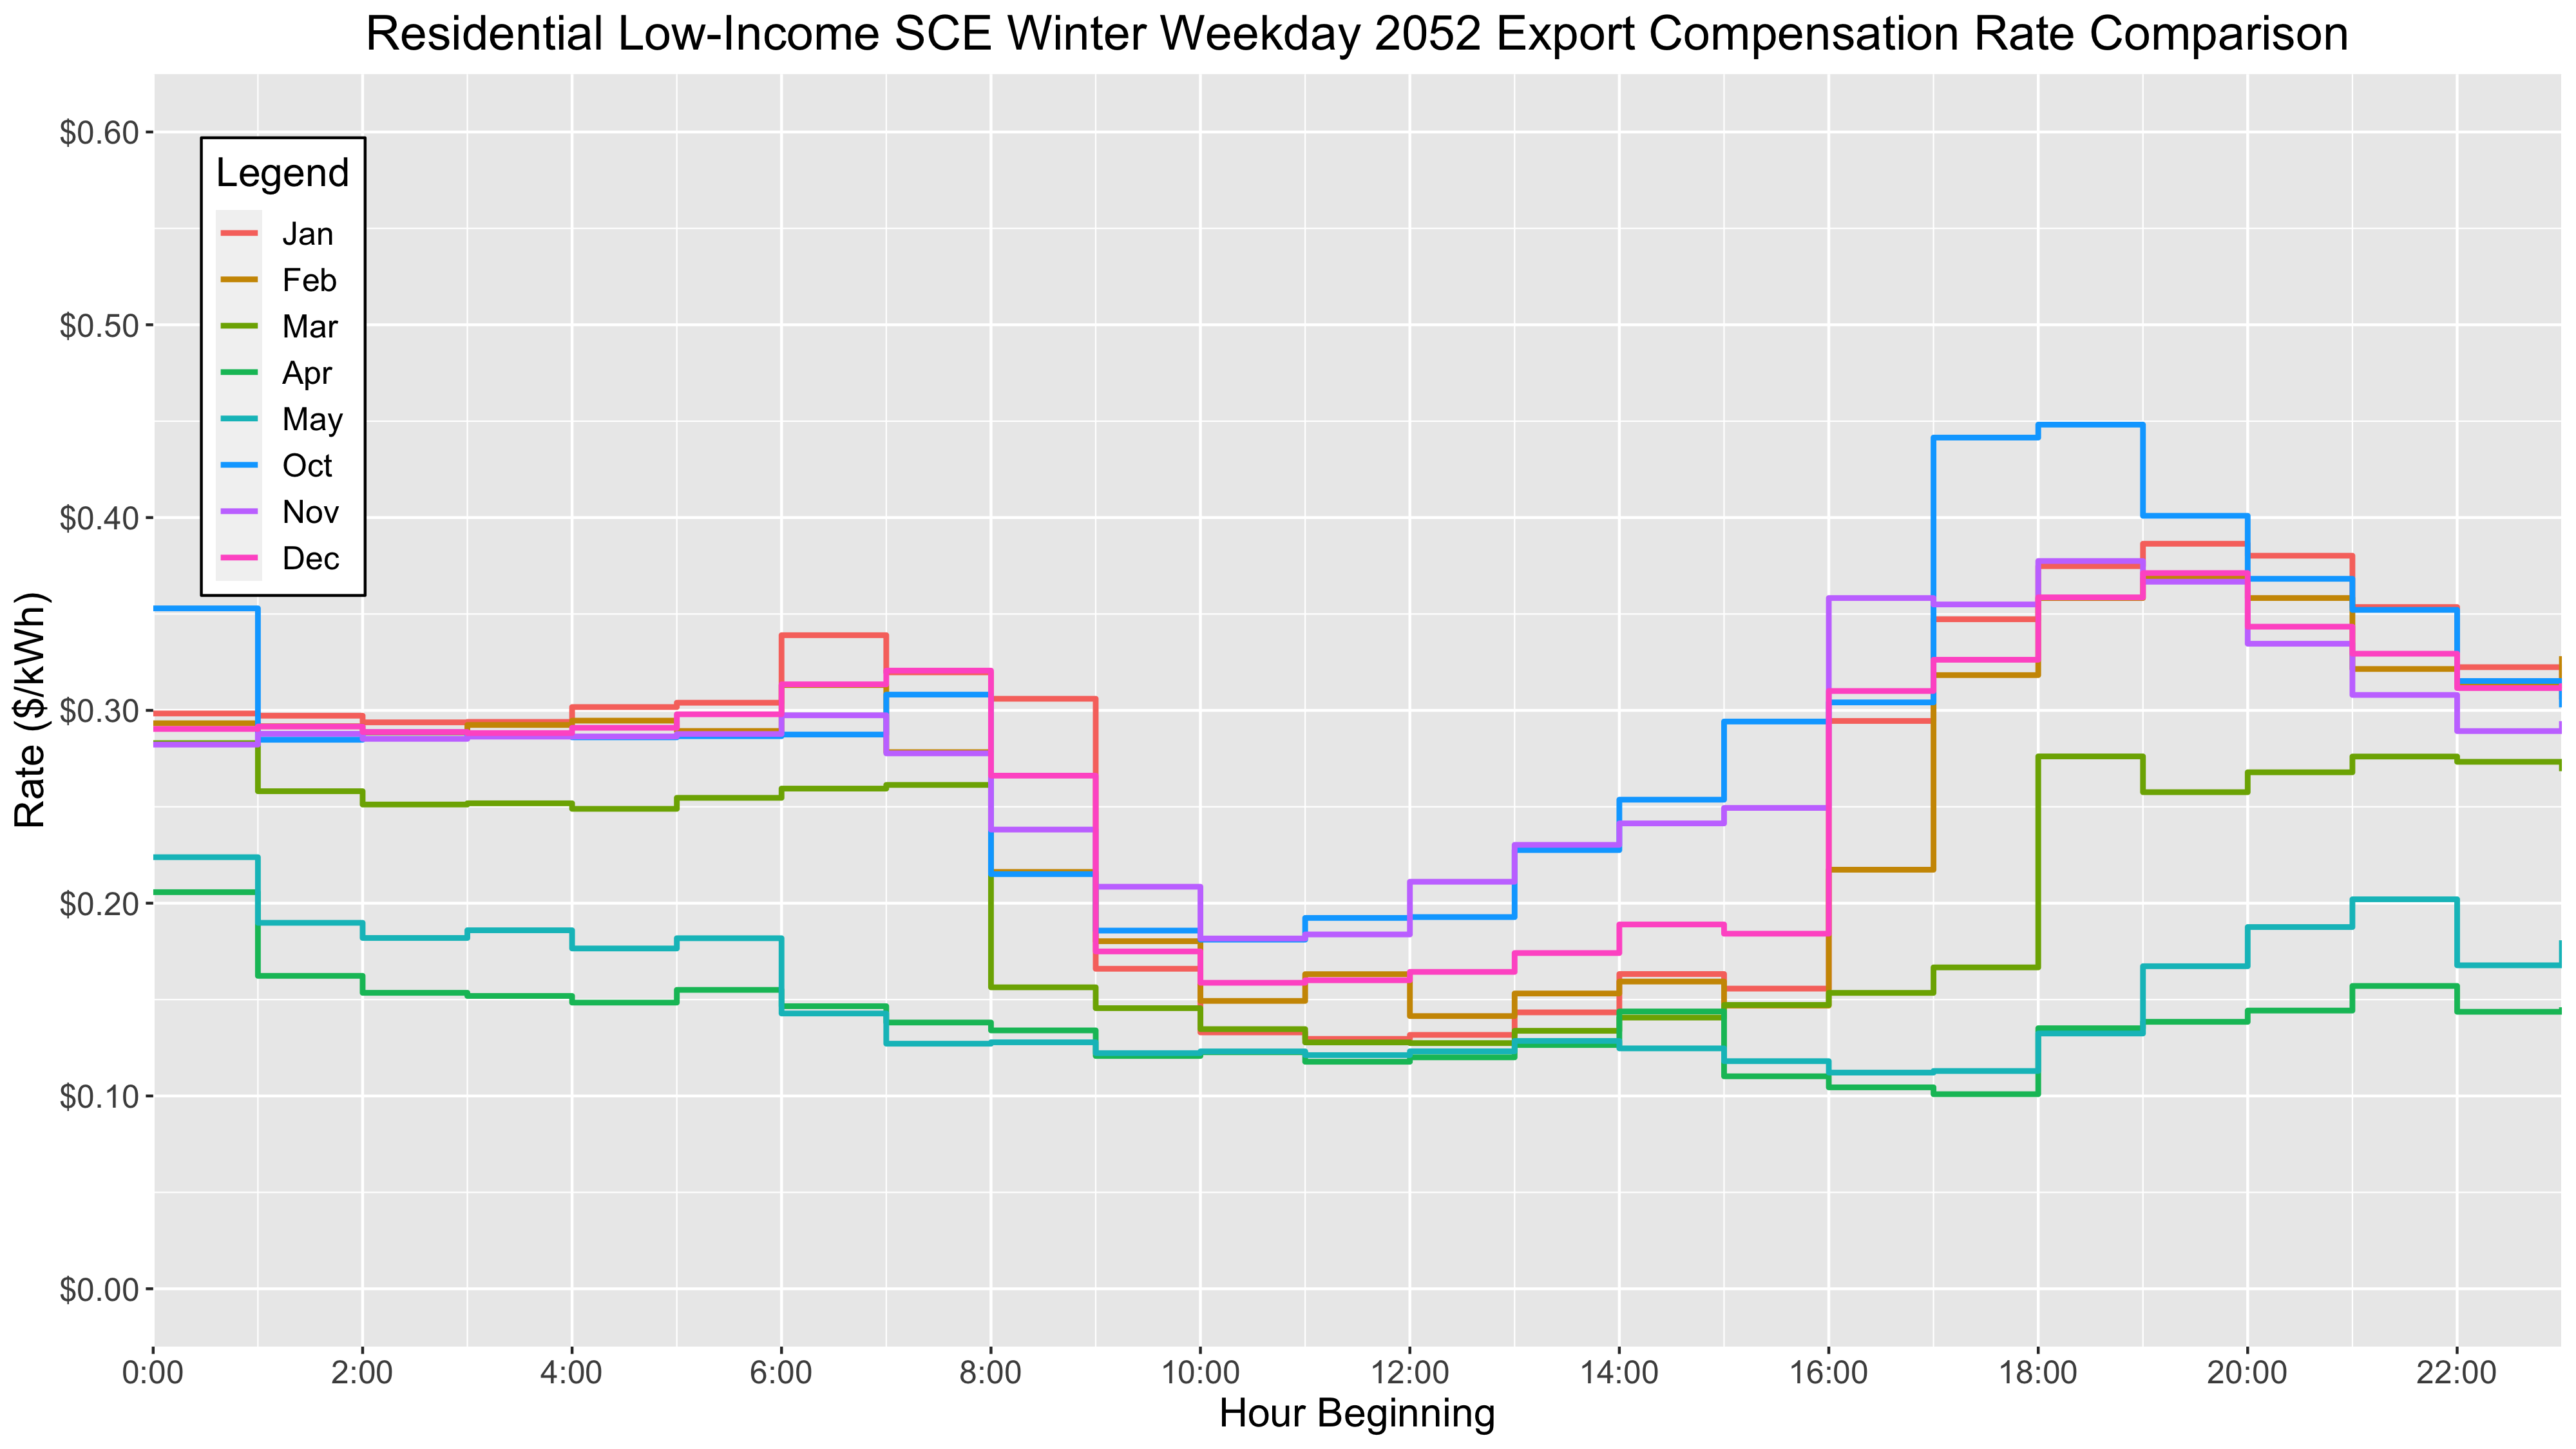 Residential Low-Income SCE Winter Weekday 2052 Export Compensation Rate Comparison
Legend
Jan
Feb
Mar
Apr
May
Oct
Nov
Dec
Rate ($/kWh)
$0.60
$0.50
$0.40
$0.30
$0.20
$0.10
$0.00
0:00 2:00 4:00 6:00 8:00 10:00 12:00 14:00 16:00 18:00 20:00 22:00
Hour Beginning